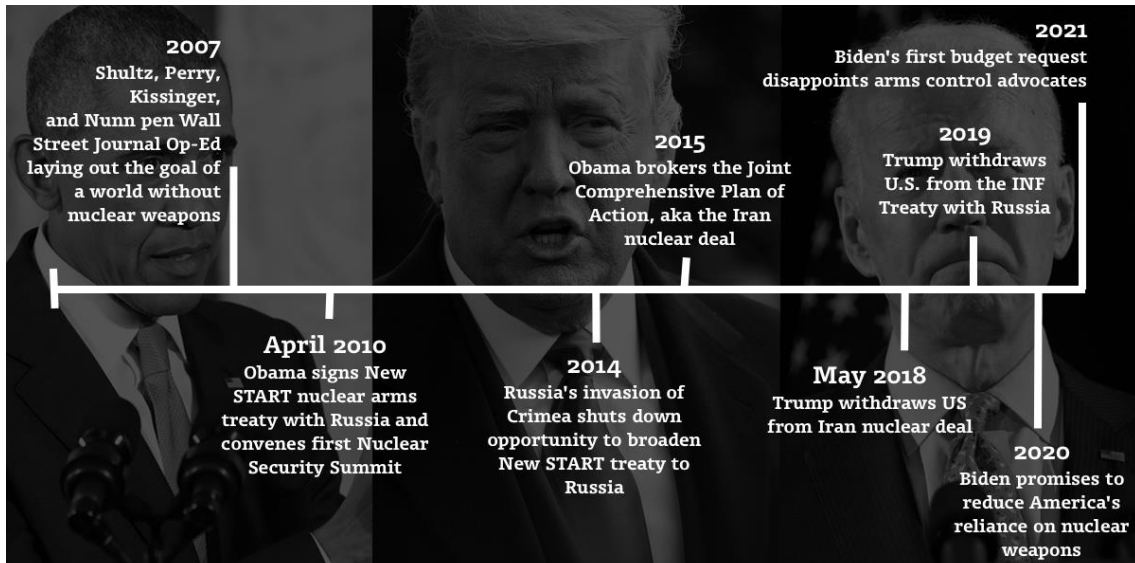 2007
Shultz, Perry,
Kissinger,
and Nunn pen Wall
Street Journal Op-Ed
laying out the goal of
a world without
nuclear weapons
April 2010
Obama signs New
START nuclear arms
treaty with Russia and
convenes first Nuclear
Security Summit
2014
Russia's invasion of
Crimea shuts down
opportunity to broaden
New START treaty to
Russia
2015
Obama brokers the Joint
Comprehensive Plan of
Action, aka the Iran
nuclear deal
May 2018
Trump withdraws US
from Iran nuclear deal
2019
Trump withdraws
U.S. from the INF
Treaty with Russia
2020
Biden promises to
reduce America's
reliance on nuclear
weapons
2021
Biden's first budget request
disappoints arms control advocates